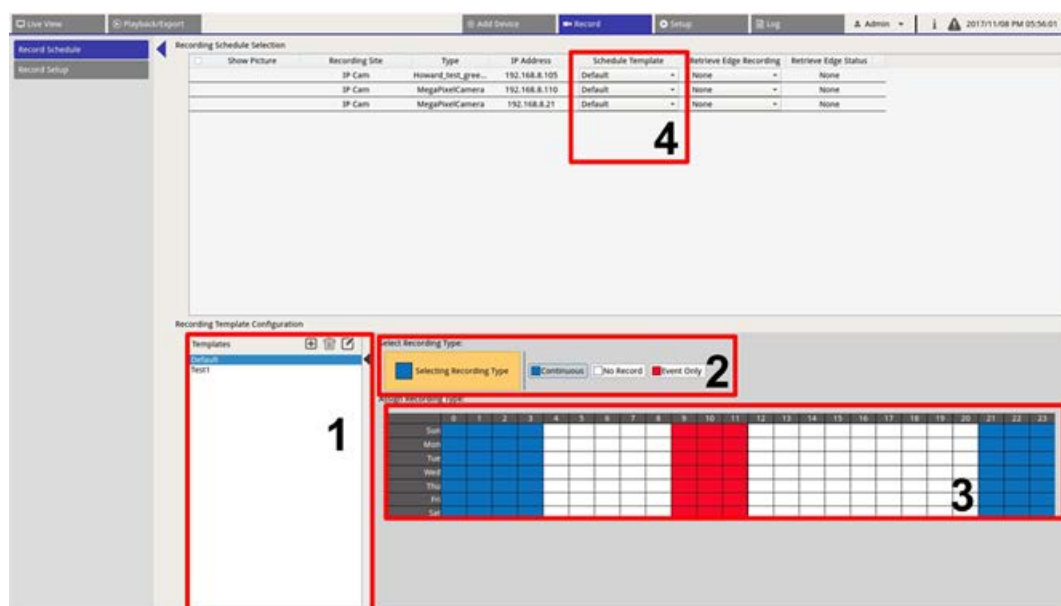 Live View Playback/Export Add Device Record Setup Log Admin i 2017/11/08 PM 05:56:01
Record Schedule
Record Setup
Recording Schedule Selection
Show Picture Recording Site Type IP Address Schedule Template Retrieve Edge Recording Retrieve Edge Status
IP Cam Howard_test_gree... 192.168.8.105 Default None None
IP Cam MegaPixelCamera 192.168.8.110 Default None None
IP Cam MegaPixelCamera 192.168.8.21 Default None None
4
Recording Template Configuration
Templates
Default
Test1
1
Select Recording Type:
Selecting Recording Type Continuous No Record Event Only
2
Assign Recording Type:
0 1 2 3 4 5 6 7 8 9 10 11 12 13 14 15 16 17 18 19 20 21 22 23
Sun
Mon
Tue
Wed
Thu
Fri
Sat
3